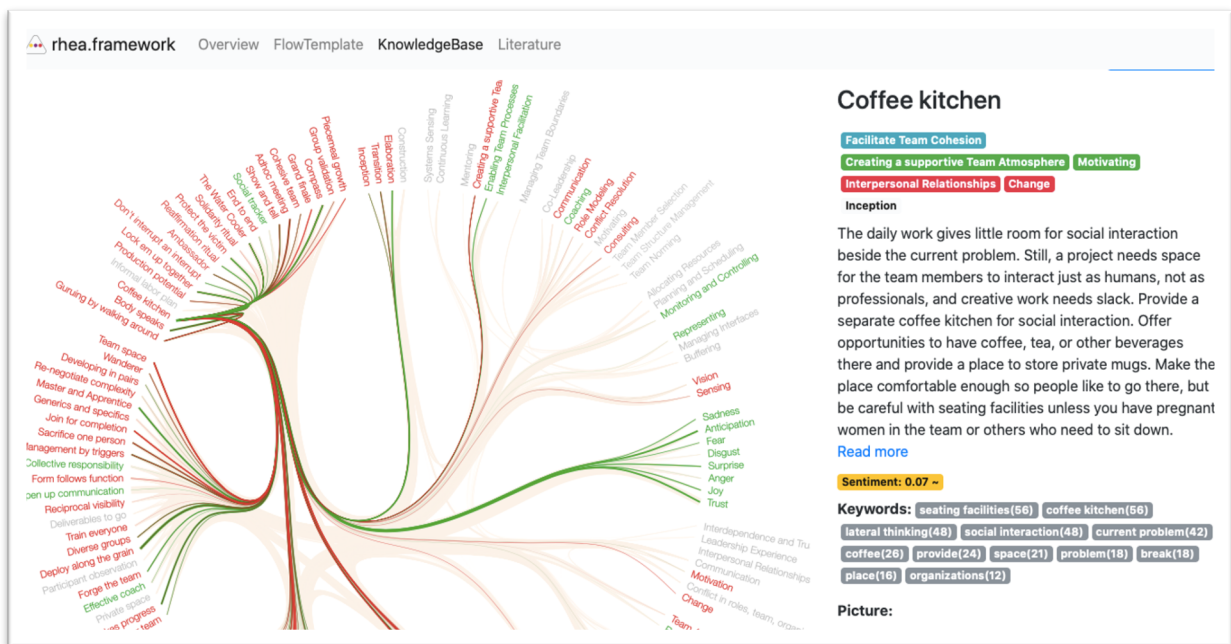 rhea.framework Overview FlowTemplate KnowledgeBase Literature
Piecemeal growth
Group validation
Compass
Grand finale
Cohesive team
Adhoc meeting
Show and tell
Social tracker
End to end
The Water Cooler
Solidarity ritual
Protect the victim
Reaffirmation ritual
Ambassador
Don't interrupt an interrupt
Lock em up together
Production potential
Informal labor plan
Coffee kitchen
Body speaks
Guruing by walking around
Team space
Wanderer
Developing in pairs
Re-negotiate complexity
Master and Apprentice
Generics and specifics
Join for completion
Sacrifice one person
anagement by triggers
Collective responsibility
Form follows function
pen up communication
Reciprocal visibility
Deliverables to go
Train everyone
Diverse groups
Deploy along the grain
Participant observation
Forge the team
Effective coach
Private space
as progress
team
Inception
Transition
Elaboration
Construction
Systems Sensing
Continuous Learning
Mentoring
Creating a supportive Tea
Enabling Team Processes
Interpersonal Facilitation
Managing Team Boundaries
Co-Leadership
Communication
Coaching
Role Modeling
Conflict Resolution
Motivating
Consulting
Team Member Selection
Team Structure Management
Team Norming
Allocating Resources
Planning and Scheduling
Monitoring and Controlling
Representing
Managing Interfaces
Buffering
Vision
Sensing
Sadness
Anticipation
Fear
Disgust
Surprise
Anger
Joy
Trust
Interdependence and Tru
Leadership Experience
Interpersonal Relationships
Communication
Motivation
Conflict in roles, team, organ
Change
Team
Coffee kitchen
Facilitate Team Cohesion
Creating a supportive Team Atmosphere Motivating
Interpersonal Relationships Change
Inception
The daily work gives little room for social interaction
beside the current problem. Still, a project needs space
for the team members to interact just as humans, not as
professionals, and creative work needs slack. Provide a
separate coffee kitchen for social interaction. Offer
opportunities to have coffee, tea, or other beverages
there and provide a place to store private mugs. Make the
place comfortable enough so people like to go there, but
be careful with seating facilities unless you have pregnant
women in the team or others who need to sit down.
Read more
Sentiment: 0.07 ~
Keywords: seating facilities(56) coffee kitchen(56)
lateral thinking(48) social interaction(48) current problem(42)
coffee(26) provide(24) space(21) problem(18) break(18)
place(16) organizations(12)
Picture: